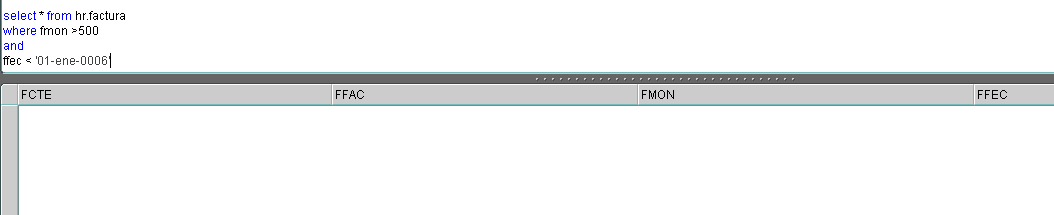 select * from hr.factura
where fmon >500
and
ffec < '01-ene-0006'
FCTE FFAC FMON FFEC